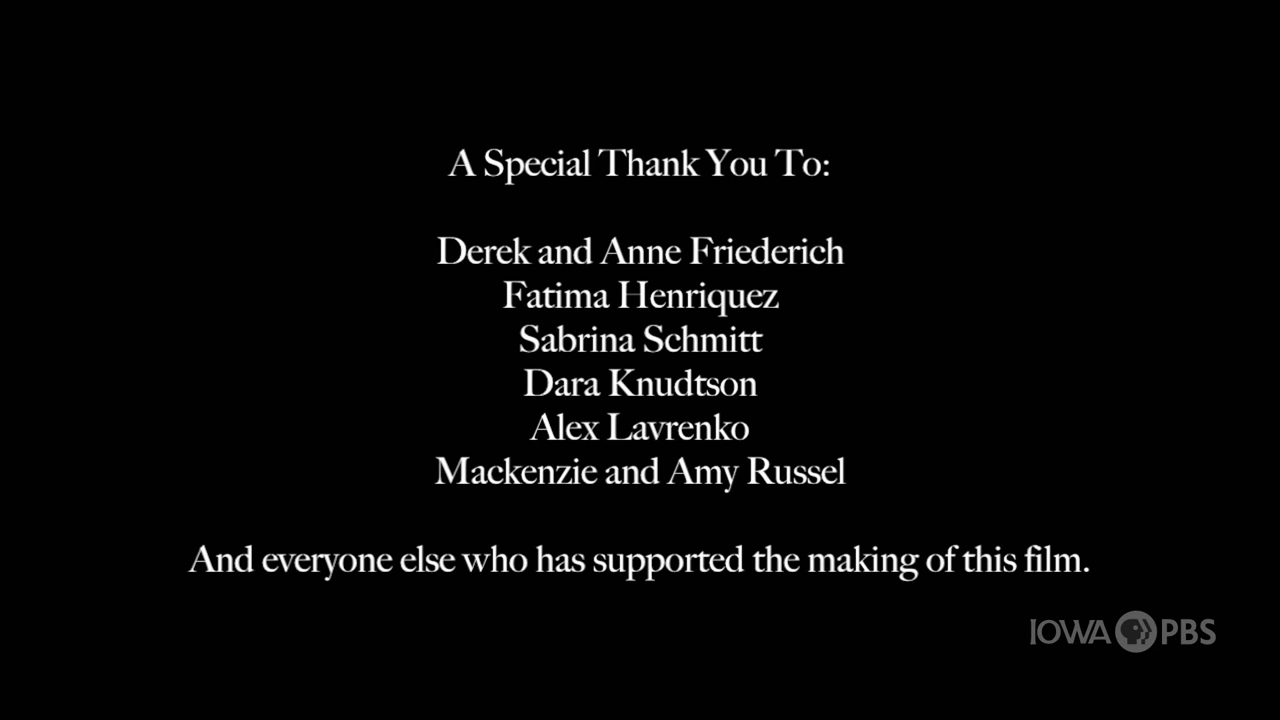 A Special Thank You To:
Derek and Anne Friederich
Fatima Henriquez
Sabrina Schmitt
Dara Knudtson
Alex Lavrenko
Mackenzie and Amy Russel
And everyone else who has supported the making of this film.
IOWA PBS